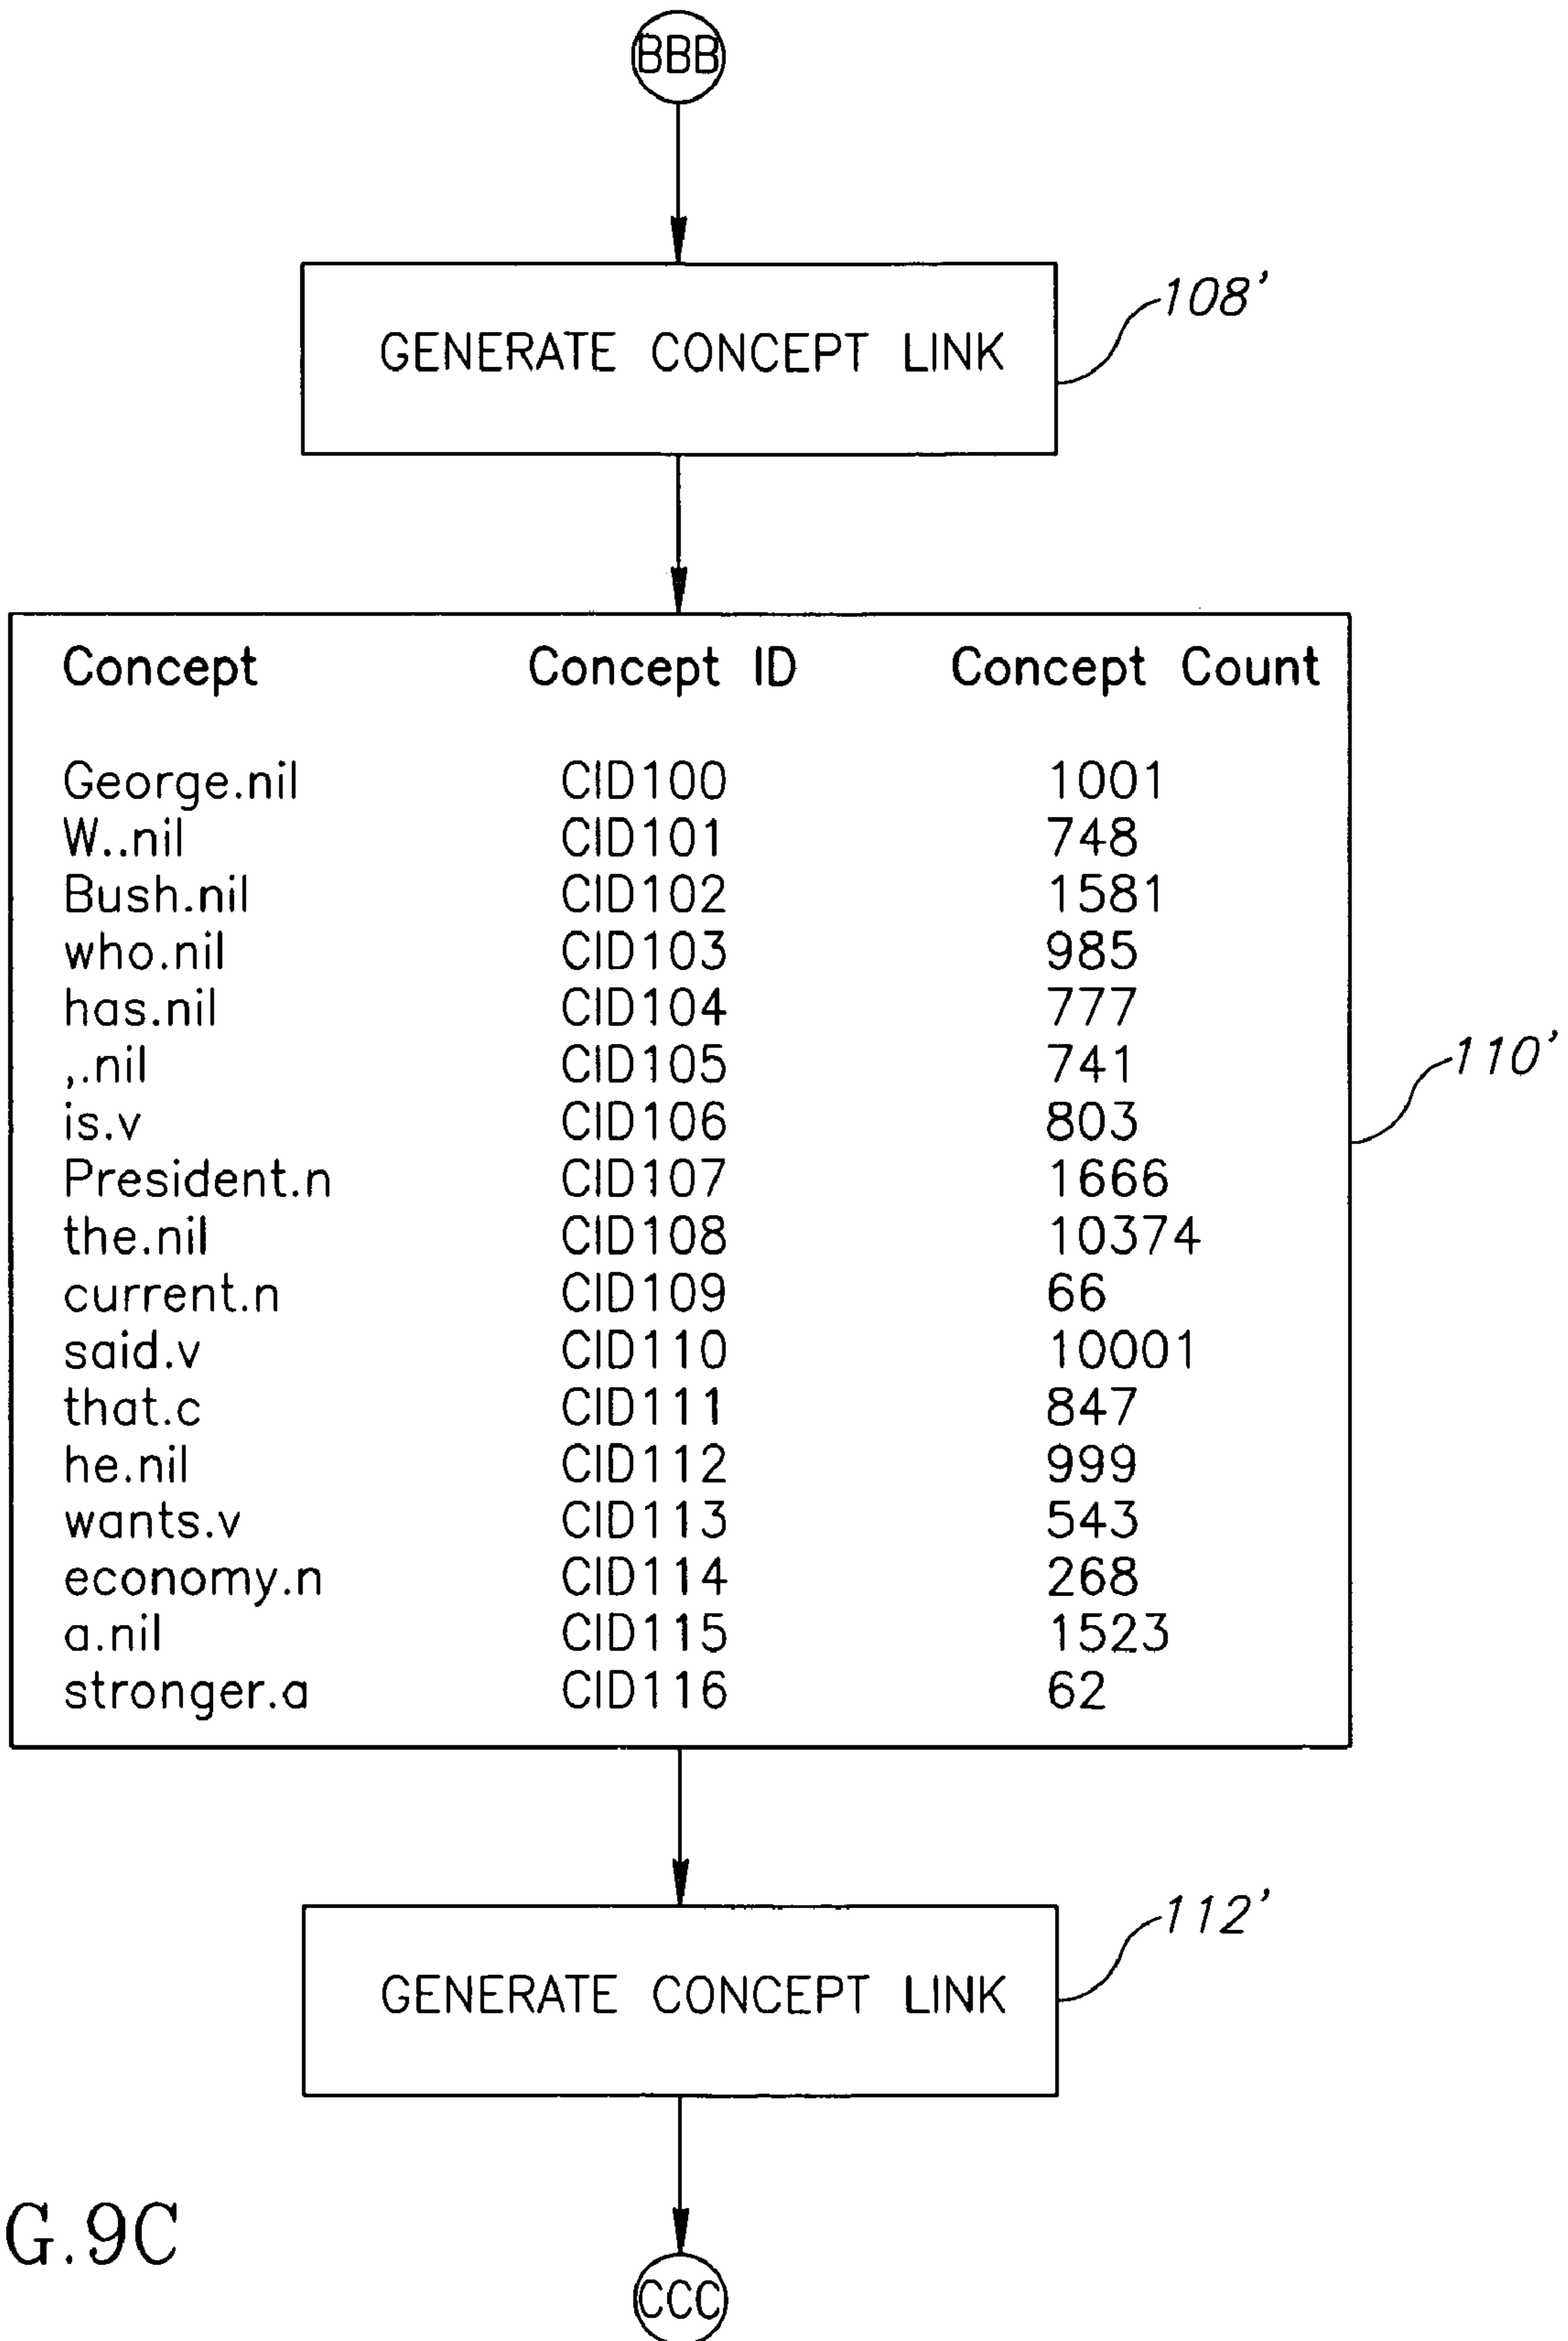 BBB
GENERATE CONCEPT LINK
108'
Concept Concept ID Concept Count
George.nil CID100 1001
W..nil CID101 748
Bush.nil CID102 1581
who.nil CID103 985
has.nil CID104 777
,.nil CID105 741
is.v CID106 803
President.n CID107 1666
the.nil CID108 10374
current.n CID109 66
said.v CID110 10001
that.c CID111 847
he.nil CID112 999
wants.v CID113 543
economy.n CID114 268
a.nil CID115 1523
stronger.a CID116 62
110'
GENERATE CONCEPT LINK
112'
G.9C
CCC